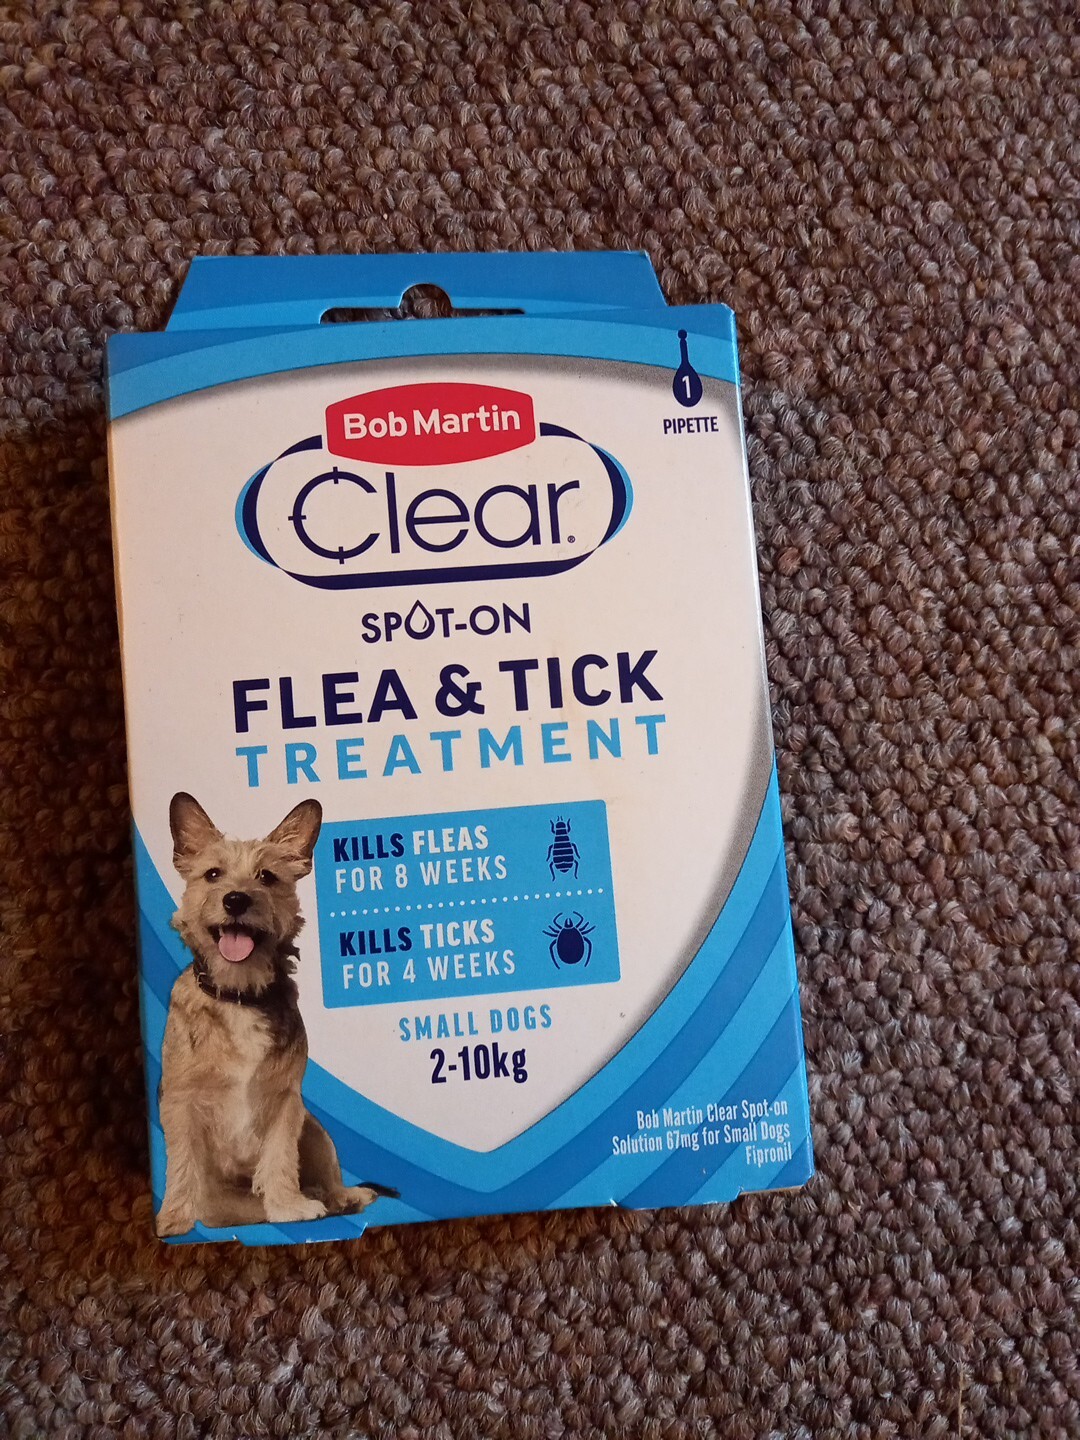 1
PIPETTE
Bob Martin
Clear®
SPOT-ON
FLEA & TICK
TREATMENT
KILLS FLEAS
FOR 8 WEEKS
KILLS TICKS
FOR 4 WEEKS
SMALL DOGS
2-10kg
Bob Martin Clear Spot-on
Solution 67mg for Small Dogs
Fipronil